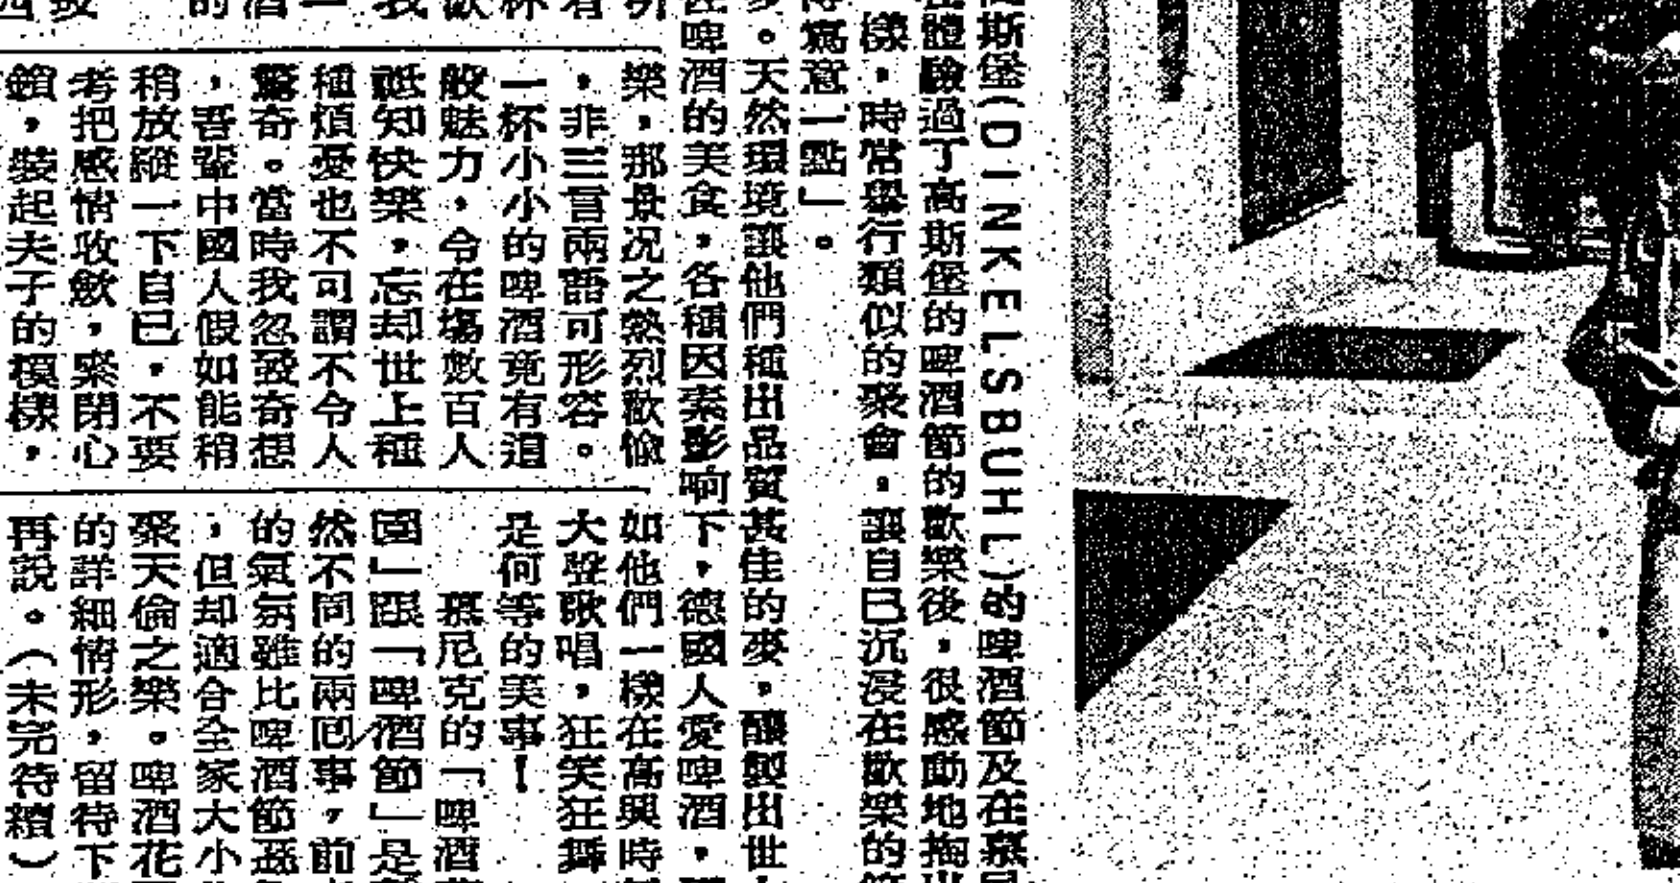 斯堡(DINKELSBUHL)的啤酒節及在慕
體驗過了高斯堡的啤酒節的歡樂後，很感動地掏出
樣，時常舉行類似的聚會。讓自己沉浸在歡樂的
寫意一點」。
。天然環境讓他們種出品質甚佳的麥，釀製出世
啤酒的美食，各種因素影响下，德國人愛啤酒，
樂，那景況之熱烈歡愉
，非三言兩語可形容。
一杯小小的啤酒竟有這
般魅力，令在場數百人
祗知快樂，忘却世上種
種煩憂也不可謂不令人
驚奇。當時我忽發奇想
，吾輩中國人假如能稍
稍放縱一下自己，不要
考把感情收斂，緊閉心
鎖，裝起夫子的模樣，
如他們一樣在高興時
大聲歌唱，狂笑狂舞
是何等的美事！
慕尼克的「啤酒
園」跟「啤酒節」是
然不同的兩回事，前
的氣氛雖比啤酒節遜
，但却適合全家大小
聚天倫之樂。啤酒花
的詳細情形，留待下
再說。（未完待續）